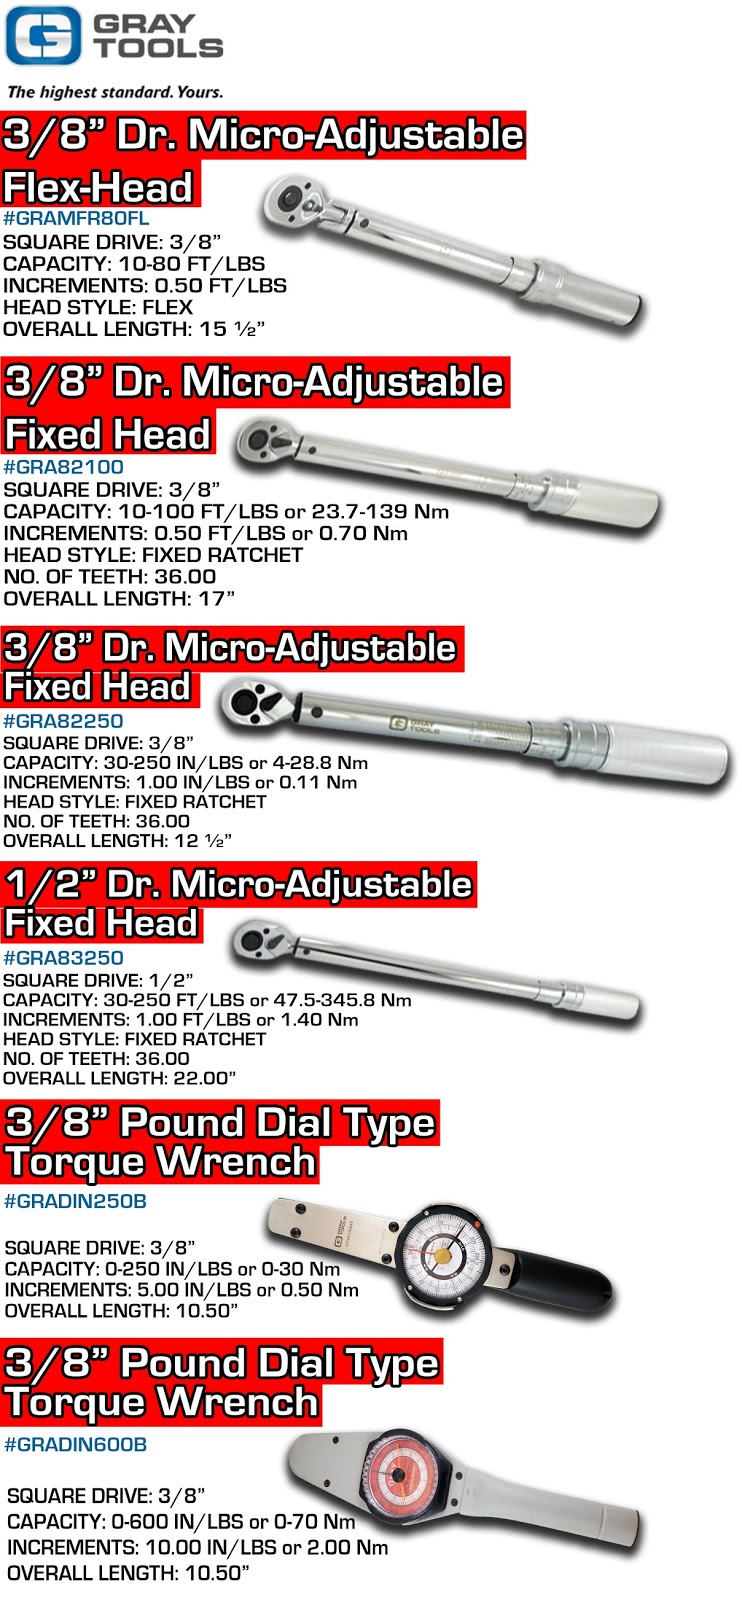 GRAY
TOOLS
The highest standard. Yours.
3/8” Dr. Micro-Adjustable
Flex-Head
#GRAMFR80FL
SQUARE DRIVE: 3/8”
CAPACITY: 10-80 FT/LBS
INCREMENTS: 0.50 FT/LBS
HEAD STYLE: FLEX
OVERALL LENGTH: 15 ½”
3/8” Dr. Micro-Adjustable
Fixed Head
#GRA82100
SQUARE DRIVE: 3/8”
CAPACITY: 10-100 FT/LBS or 23.7-139 Nm
INCREMENTS: 0.50 FT/LBS or 0.70 Nm
HEAD STYLE: FIXED RATCHET
NO. OF TEETH: 36.00
OVERALL LENGTH: 17”
3/8” Dr. Micro-Adjustable
Fixed Head
#GRA82250
GRAY
TOOLS
SQUARE DRIVE: 3/8”
CAPACITY: 30-250 IN/LBS or 4-28.8 Nm
INCREMENTS: 1.00 IN/LBS or 0.11 Nm
HEAD STYLE: FIXED RATCHET
NO. OF TEETH: 36.00
OVERALL LENGTH: 12 ½”
1/2” Dr. Micro-Adjustable
Fixed Head
#GRA83250
SQUARE DRIVE: 1/2”
CAPACITY: 30-250 FT/LBS or 47.5-345.8 Nm
INCREMENTS: 1.00 FT/LBS or 1.40 Nm
HEAD STYLE: FIXED RATCHET
NO. OF TEETH: 36.00
OVERALL LENGTH: 22.00”
3/8” Pound Dial Type
Torque Wrench
#GRADIN250B
GRAY
TOOLS
SQUARE DRIVE: 3/8”
CAPACITY: 0-250 IN/LBS or 0-30 Nm
INCREMENTS: 5.00 IN/LBS or 0.50 Nm
OVERALL LENGTH: 10.50”
3/8” Pound Dial Type
Torque Wrench
#GRADIN600B
GRAY
SQUARE DRIVE: 3/8”
CAPACITY: 0-600 IN/LBS or 0-70 Nm
INCREMENTS: 10.00 IN/LBS or 2.00 Nm
OVERALL LENGTH: 10.50”